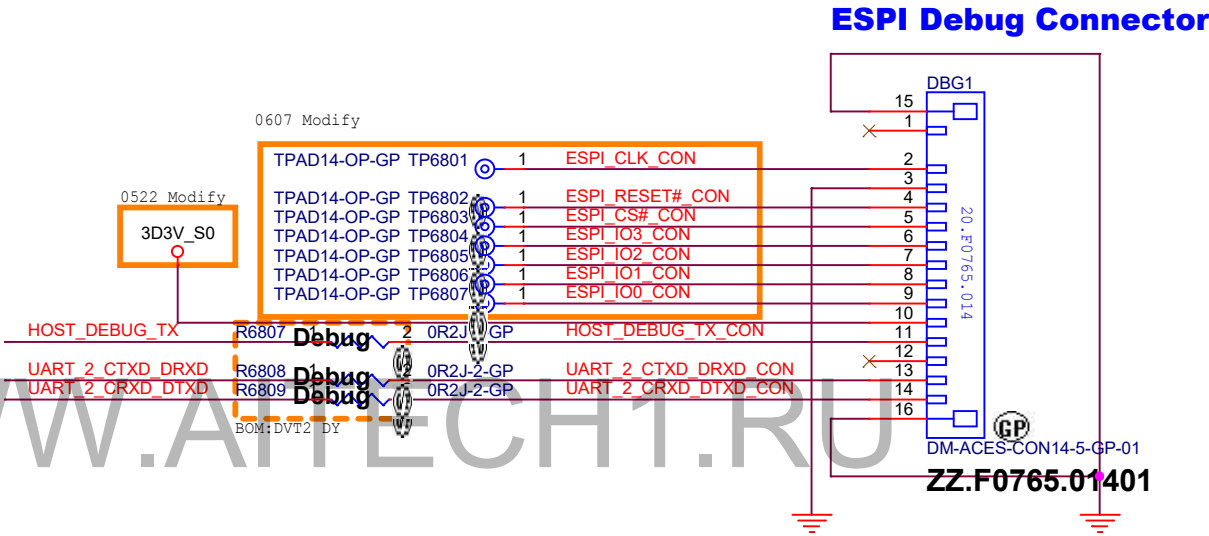 ESPI Debug Connector
DBG1
15
1
0607 Modify
TPAD14-OP-GP TP6801 1 ESPI_CLK_CON 2
3
0522 Modify
TPAD14-OP-GP TP6802 1 ESPI_RESET#_CON 4
TPAD14-OP-GP TP6803 1 ESPI_CS#_CON 5
3D3V_S0
TPAD14-OP-GP TP6804 1 ESPI_IO3_CON 6
TPAD14-OP-GP TP6805 1 ESPI_IO2_CON 7
TPAD14-OP-GP TP6806 1 ESPI_IO1_CON 8
TPAD14-OP-GP TP6807 1 ESPI_IO0_CON 9
20.F0765.014
10
HOST_DEBUG_TX R6807 1 Debug 2 0R2J GP HOST_DEBUG_TX_CON 11
12
UART_2_CTXD_DRXD R6808 1 Debug 2 0R2J-2-GP UART_2_CTXD_DRXD_CON 13
UART_2_CRXD_DTXD R6809 1 Debug 0R2J-2-GP UART_2_CRXD_DTXD_CON 14
16
BOM:DVT2 DY
GP
DM-ACES-CON14-5-GP-01
ZZ.F0765.01401
W.AITECH1.RU